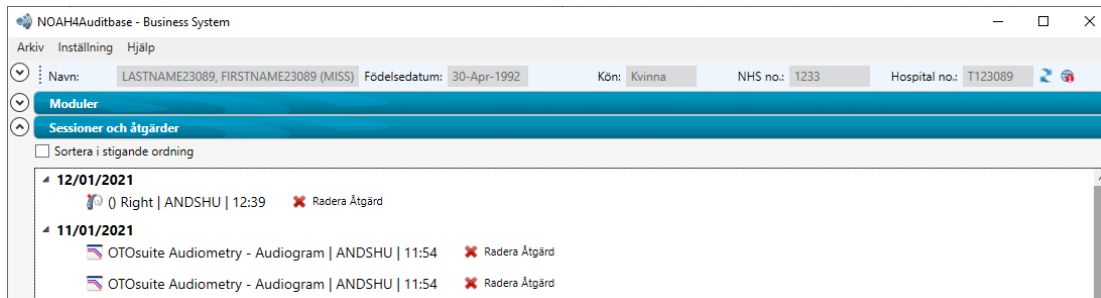 NOAH4Auditbase - Business System
Arkiv Inställning Hjälp
Navn: LASTNAME23089, FIRSTNAME23089 (MISS) Födelsedatum: 30-Apr-1992 Kön: Kvinna NHS no.: 1233 Hospital no.: T123089
Moduler
Sessioner och åtgärder
Sortera i stigande ordning
12/01/2021
() Right | ANDSHU | 12:39 Radera Åtgärd
11/01/2021
OTOsuite Audiometry - Audiogram | ANDSHU | 11:54 Radera Åtgärd
OTOsuite Audiometry - Audiogram | ANDSHU | 11:54 Radera Åtgärd